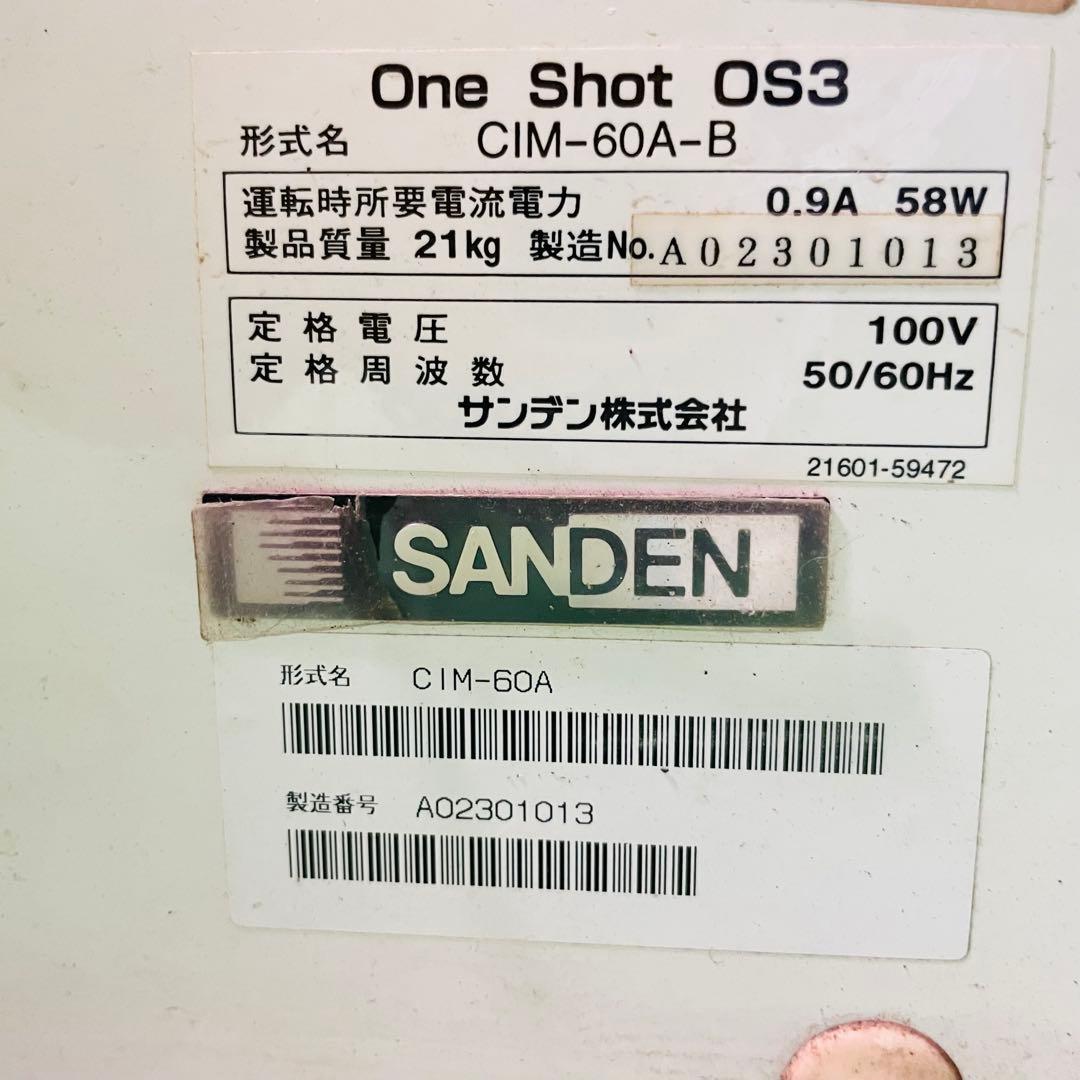 One Shot OS3
形式名 CIM-60A-B
運転時所要電流電力 0.9A 58W
製品質量 21kg 製造No. A02301013
定格電圧 100V
定格周波数 50/60Hz
サンデン株式会社
21601-59472
SANDEN
形式名 CIM-60A
製造番号 A02301013